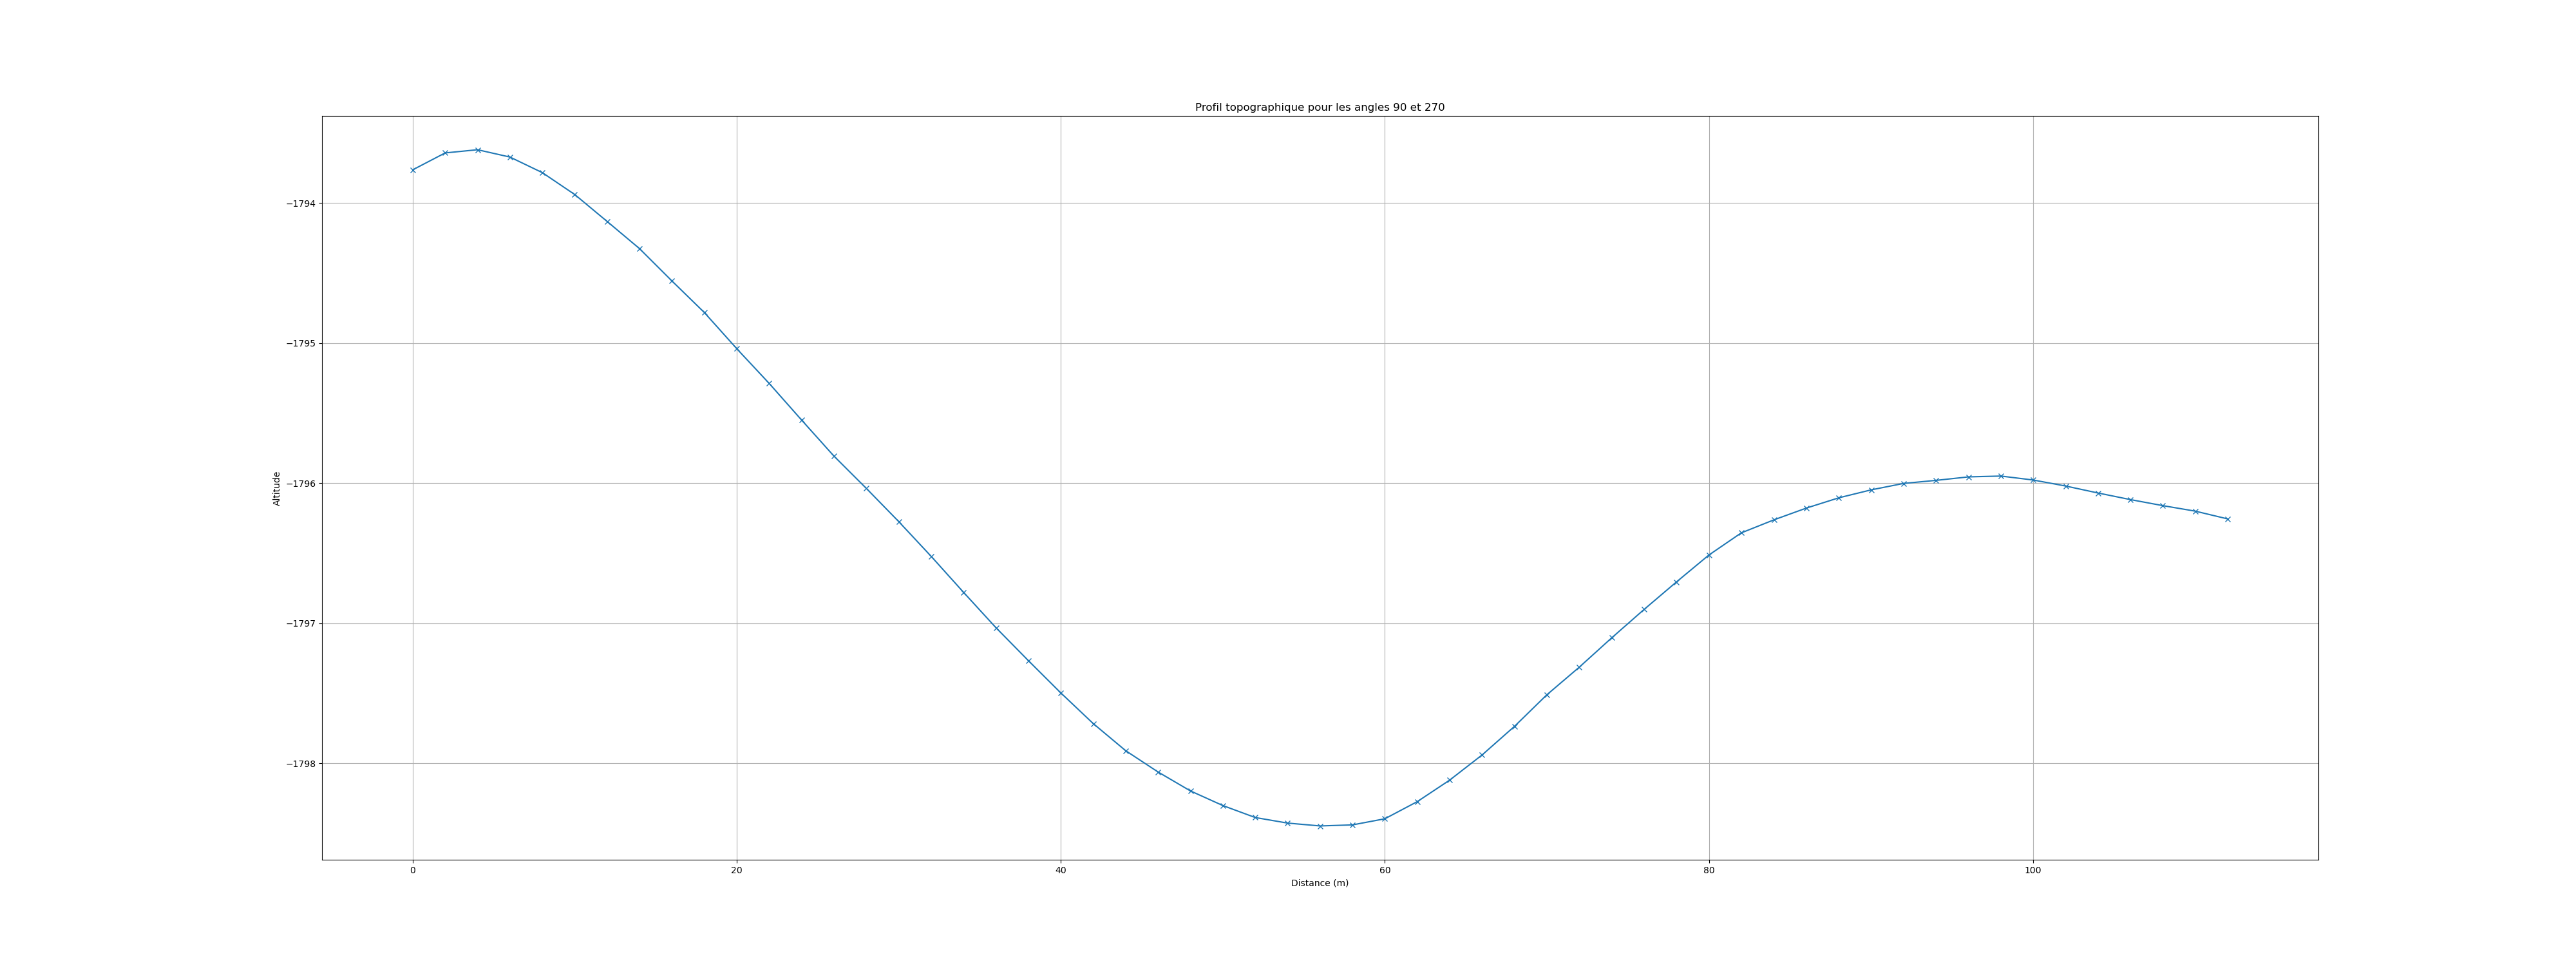 Profil topographique pour les angles 90 et 270
−1794
−1795
−1796
−1797
−1798
Altitude
0 20 40 60 80 100
Distance (m)